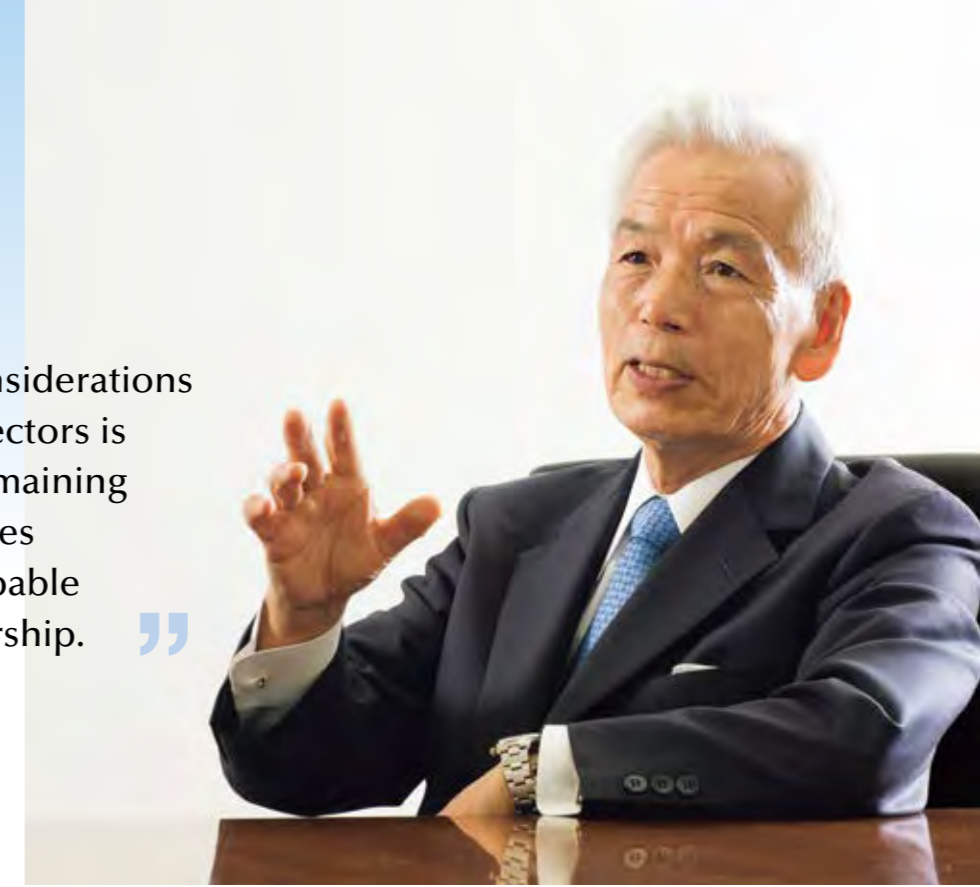 nsiderations
ectors is
maining
es
pable
rship. ”